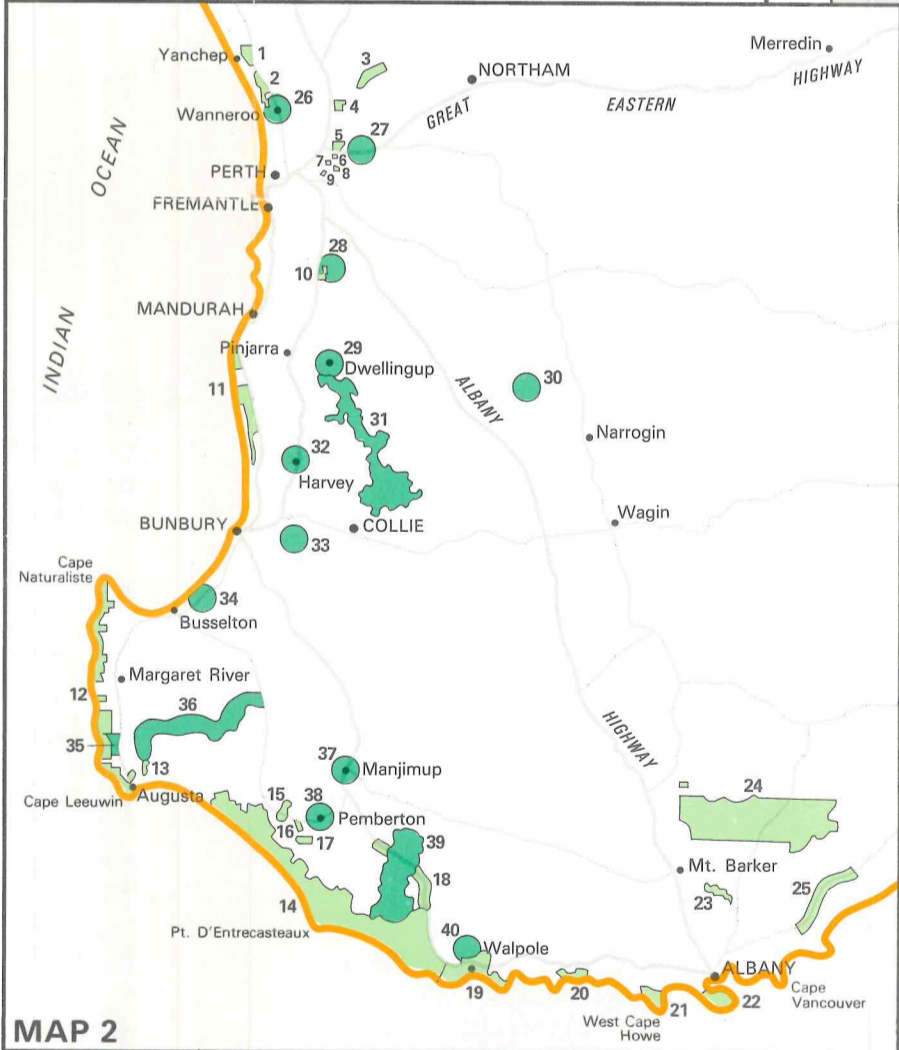 Yanchep
1
3
Merredin
2
NORTHAM
HIGHWAY
26
4
GREAT
EASTERN
Wanneroo
5
27
7
6
8
9
PERTH
OCEAN
FREMANTLE
28
10
INDIAN
MANDURAH
Pinjarra
29
Dwellingup
30
11
ALBANY
31
Narrogin
32
Harvey
BUNBURY
COLLIE
Wagin
33
Cape
Naturaliste
34
Busselton
Margaret River
12
36
35
HIGHWAY
13
37
Manjimup
Cape Leeuwin
Augusta
15
38
24
16
Pemberton
17
39
Mt. Barker
18
23
25
14
Pt. D'Entrecasteaux
40
Walpole
ALBANY
19
20
21
22
Cape
Vancouver
West Cape
Howe
MAP 2